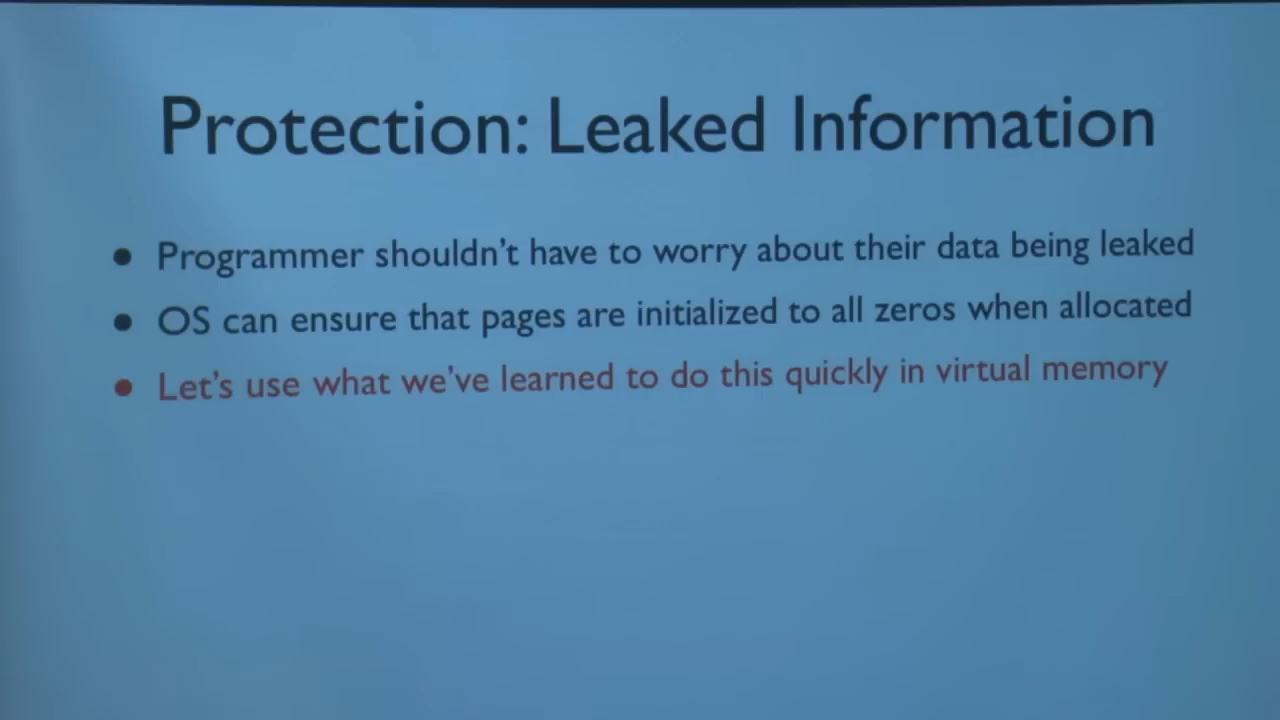 Protection: Leaked Information
• Programmer shouldn't have to worry about their data being leaked
• OS can ensure that pages are initialized to all zeros when allocated
• Let's use what we've learned to do this quickly in virtual memory